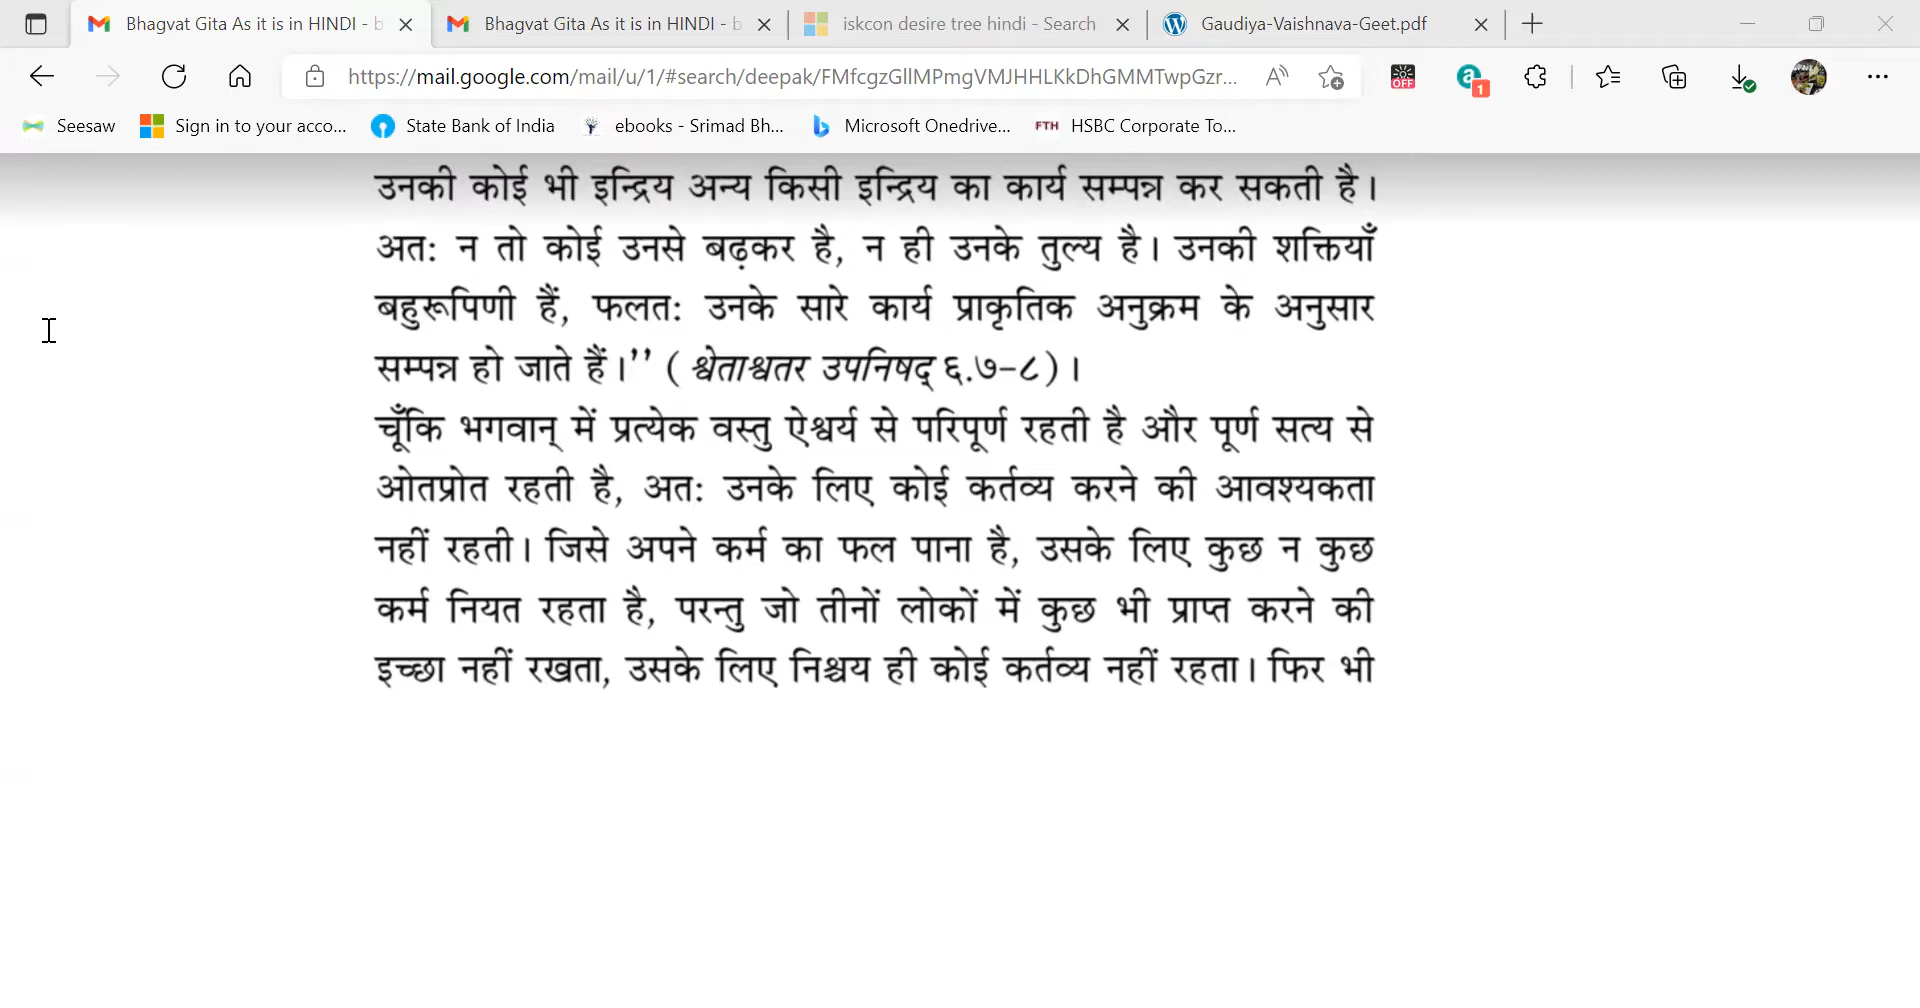 Bhagvat Gita As it is in HINDI - b
Bhagvat Gita As it is in HINDI - b
iskcon desire tree hindi - Search
Gaudiya-Vaishnava-Geet.pdf
https://mail.google.com/mail/u/1/#search/deepak/FMfcgzGllMPmgVMJHHLKkDhGMMTwpGzr...
OFF
a
1
Seesaw
Sign in to your acco...
State Bank of India
ebooks - Srimad Bh...
Microsoft Onedrive...
FTH
HSBC Corporate To...
उनकी कोई भी इन्द्रिय अन्य किसी इन्द्रिय का कार्य सम्पन्न कर सकती है।
अतः न तो कोई उनसे बढ़कर है, न ही उनके तुल्य है। उनकी शक्तियाँ
बहुरूपिणी हैं, फलतः उनके सारे कार्य प्राकृतिक अनुक्रम के अनुसार
सम्पन्न हो जाते हैं।’’ (श्वेताश्वतर उपनिषद् ६.७–८)।
चूँकि भगवान् में प्रत्येक वस्तु ऐश्वर्य से परिपूर्ण रहती है और पूर्ण सत्य से
ओतप्रोत रहती है, अतः उनके लिए कोई कर्तव्य करने की आवश्यकता
नहीं रहती। जिसे अपने कर्म का फल पाना है, उसके लिए कुछ न कुछ
कर्म नियत रहता है, परन्तु जो तीनों लोकों में कुछ भी प्राप्त करने की
इच्छा नहीं रखता, उसके लिए निश्चय ही कोई कर्तव्य नहीं रहता। फिर भी